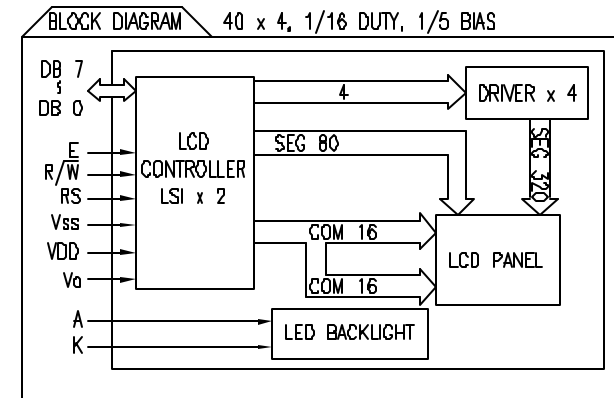 BLOCK DIAGRAM 40 x 4, 1/16 DUTY, 1/5 BIAS
DB 7
DB 0
E
R/W̅
RS
Vss
VDD
Vo
A
K
LCD
CONTROLLER
LSI x 2
4
DRIVER x 4
SEG 80
SEG 320
COM 16
COM 16
LCD PANEL
LED BACKLIGHT